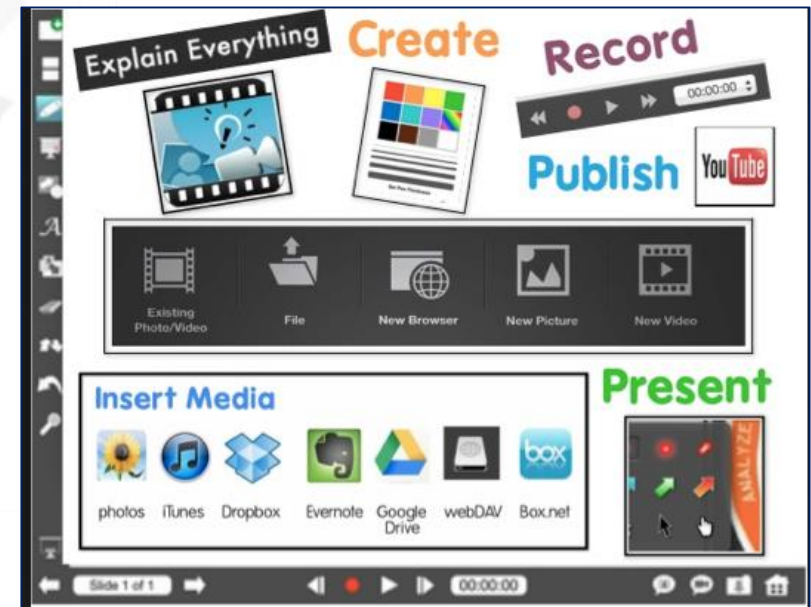 Explain Everything
Create
Record
00:00:00
Publish
You Tube
Existing
Photo/Video
File
New Browser
New Picture
New Video
Insert Media
photos
iTunes
Dropbox
Evernote
Google
Drive
webDAV
Box.net
box
Present
ANALYZE
Slide 1 of 1
00:00:00